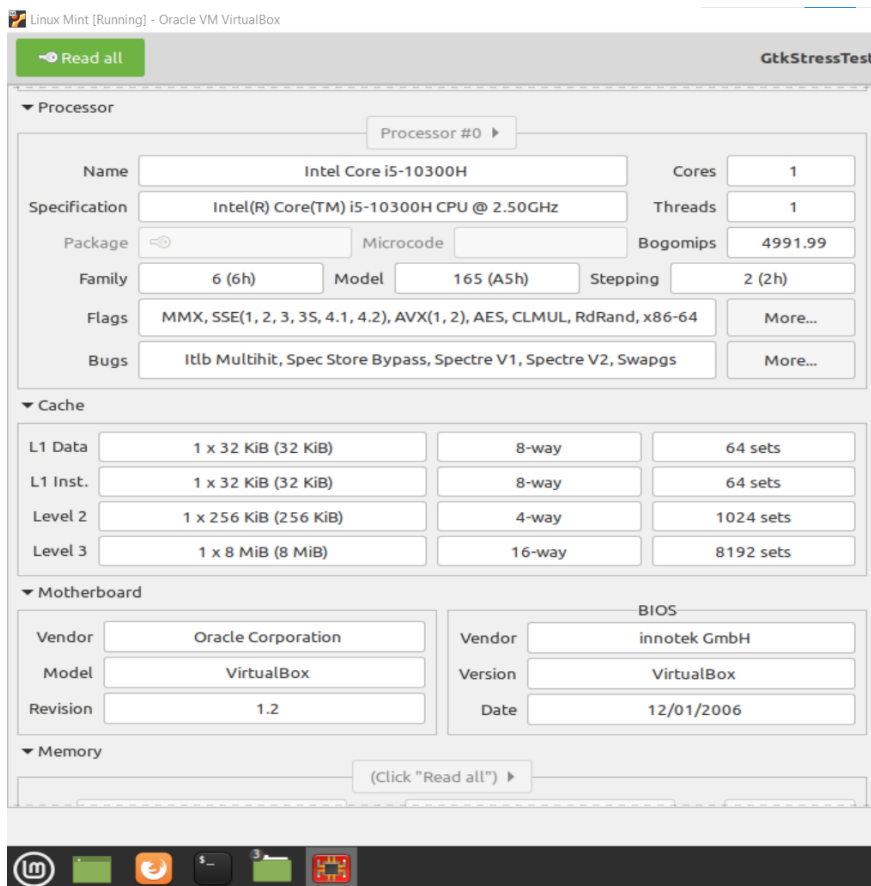 Linux Mint [Running] - Oracle VM VirtualBox
Read all GtkStressTest
Processor
Processor #0
Name Intel Core i5-10300H Cores 1
Specification Intel(R) Core(TM) i5-10300H CPU @ 2.50GHz Threads 1
Package Microcode Bogomips 4991.99
Family 6 (6h) Model 165 (A5h) Stepping 2 (2h)
Flags MMX, SSE(1, 2, 3, 3S, 4.1, 4.2), AVX(1, 2), AES, CLMUL, RdRand, x86-64 More...
Bugs Itlb Multihit, Spec Store Bypass, Spectre V1, Spectre V2, Swapgs More...
Cache
L1 Data 1 x 32 KiB (32 KiB) 8-way 64 sets
L1 Inst. 1 x 32 KiB (32 KiB) 8-way 64 sets
Level 2 1 x 256 KiB (256 KiB) 4-way 1024 sets
Level 3 1 x 8 MiB (8 MiB) 16-way 8192 sets
Motherboard
BIOS
Vendor Oracle Corporation Vendor innotek GmbH
Model VirtualBox Version VirtualBox
Revision 1.2 Date 12/01/2006
Memory
(Click "Read all")
$_ 3